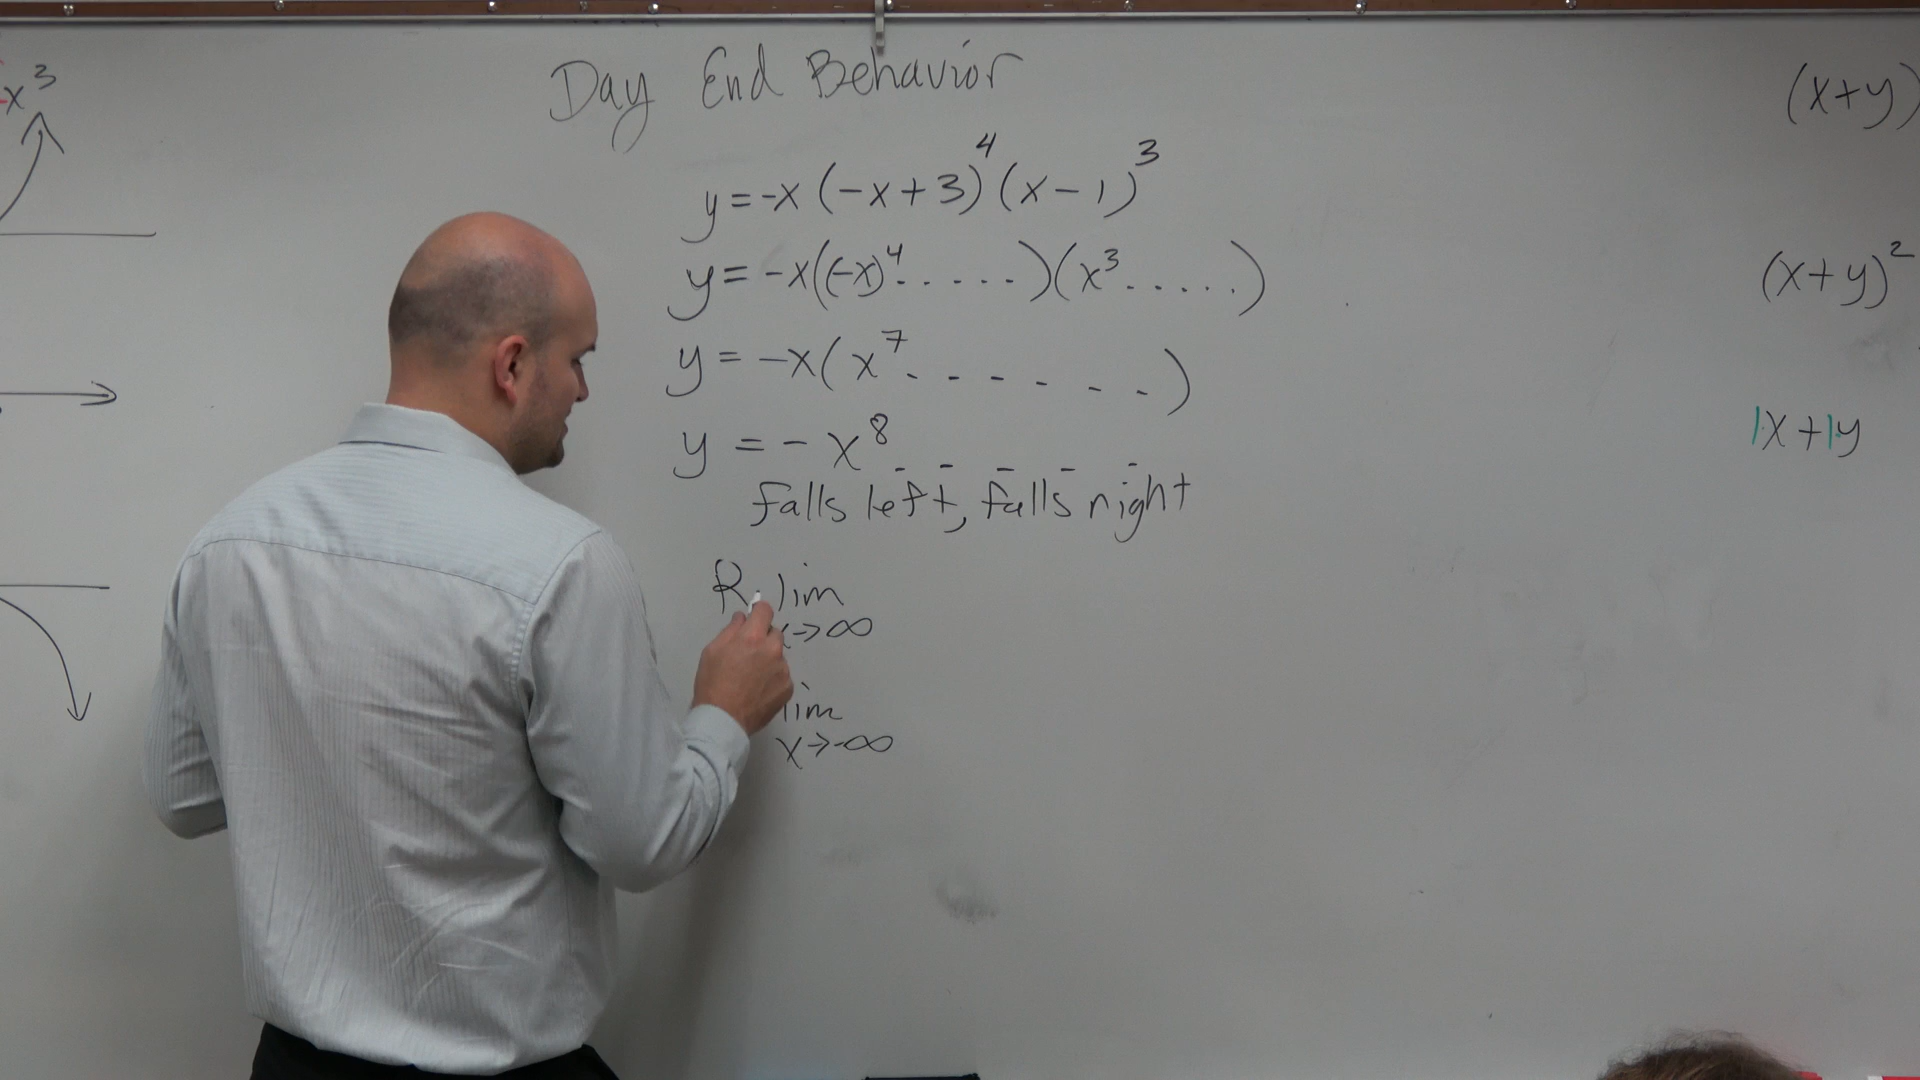 x³
Day End Behavior
y=-x(-x+3)⁴(x-1)³
y=-x((-x)⁴......)(x³.....)
y=-x(x⁷------)
y=-x⁸-----
falls left, falls right
R lim
x→∞
lim
x→-∞
(x+y)
(x+y)²
1x+1y